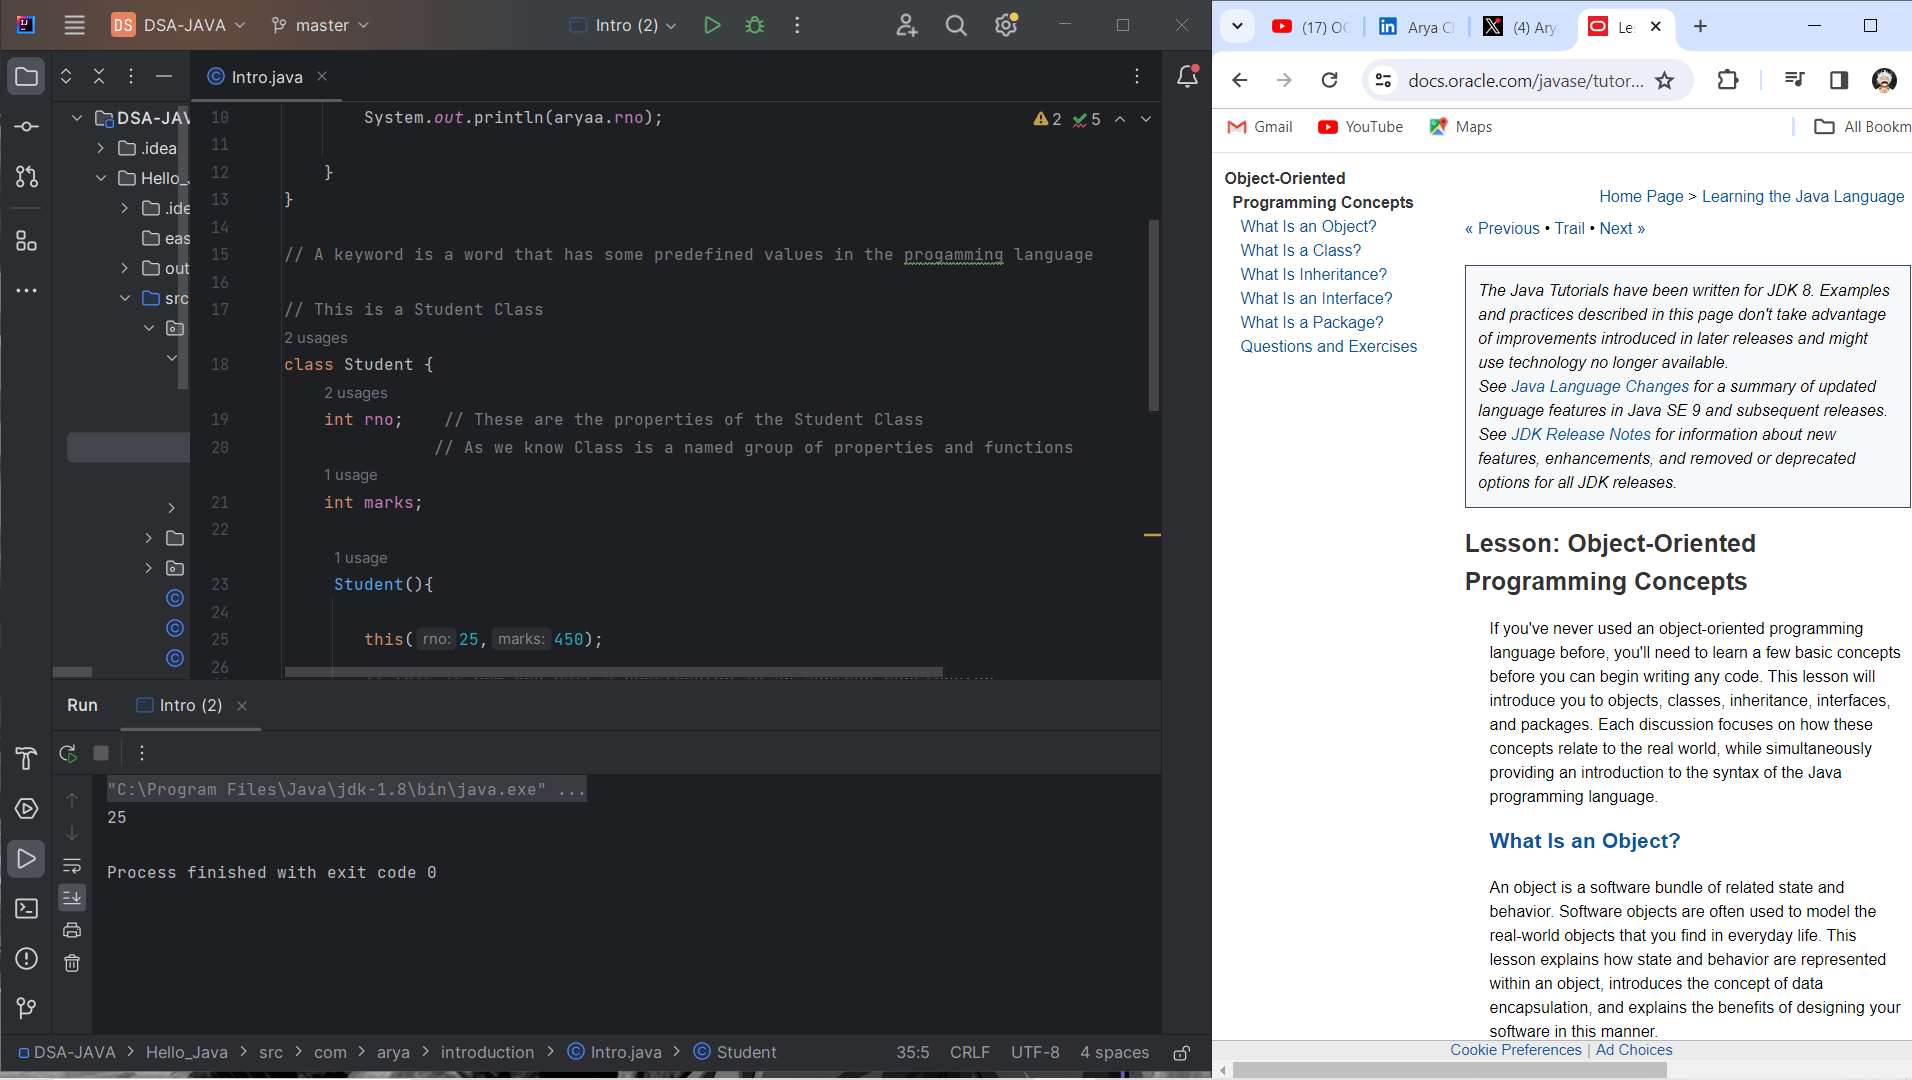 DS DSA-JAVA master Intro (2)
Intro.java
DSA-JAV
.idea
Hello_J
.ide
eas
out
src
10 System.out.println(aryaa.rno);
2 5
11
12 }
13 }
14
15 // A keyword is a word that has some predefined values in the progamming language
16
17 // This is a Student Class
2 usages
18 class Student {
2 usages
19 int rno; // These are the properties of the Student Class
20 // As we know Class is a named group of properties and functions
1 usage
21 int marks;
22
1 usage
23 Student(){
24
25 this( rno: 25, marks: 450);
26
Run Intro (2)
"C:\Program Files\Java\jdk-1.8\bin\java.exe" ...
25
Process finished with exit code 0
DSA-JAVA > Hello_Java > src > com > arya > introduction > Intro.java > Student 35:5 CRLF UTF-8 4 spaces
(17) OC Arya C (4) Ary Le
docs.oracle.com/javase/tutor...
Gmail YouTube Maps All Bookm
Object-Oriented
Programming Concepts
What Is an Object?
What Is a Class?
What Is Inheritance?
What Is an Interface?
What Is a Package?
Questions and Exercises
Home Page > Learning the Java Language
« Previous • Trail • Next »
The Java Tutorials have been written for JDK 8. Examples
and practices described in this page don't take advantage
of improvements introduced in later releases and might
use technology no longer available.
See Java Language Changes for a summary of updated
language features in Java SE 9 and subsequent releases.
See JDK Release Notes for information about new
features, enhancements, and removed or deprecated
options for all JDK releases.
Lesson: Object-Oriented
Programming Concepts
If you've never used an object-oriented programming
language before, you'll need to learn a few basic concepts
before you can begin writing any code. This lesson will
introduce you to objects, classes, inheritance, interfaces,
and packages. Each discussion focuses on how these
concepts relate to the real world, while simultaneously
providing an introduction to the syntax of the Java
programming language.
What Is an Object?
An object is a software bundle of related state and
behavior. Software objects are often used to model the
real-world objects that you find in everyday life. This
lesson explains how state and behavior are represented
within an object, introduces the concept of data
encapsulation, and explains the benefits of designing your
software in this manner.
Cookie Preferences | Ad Choices